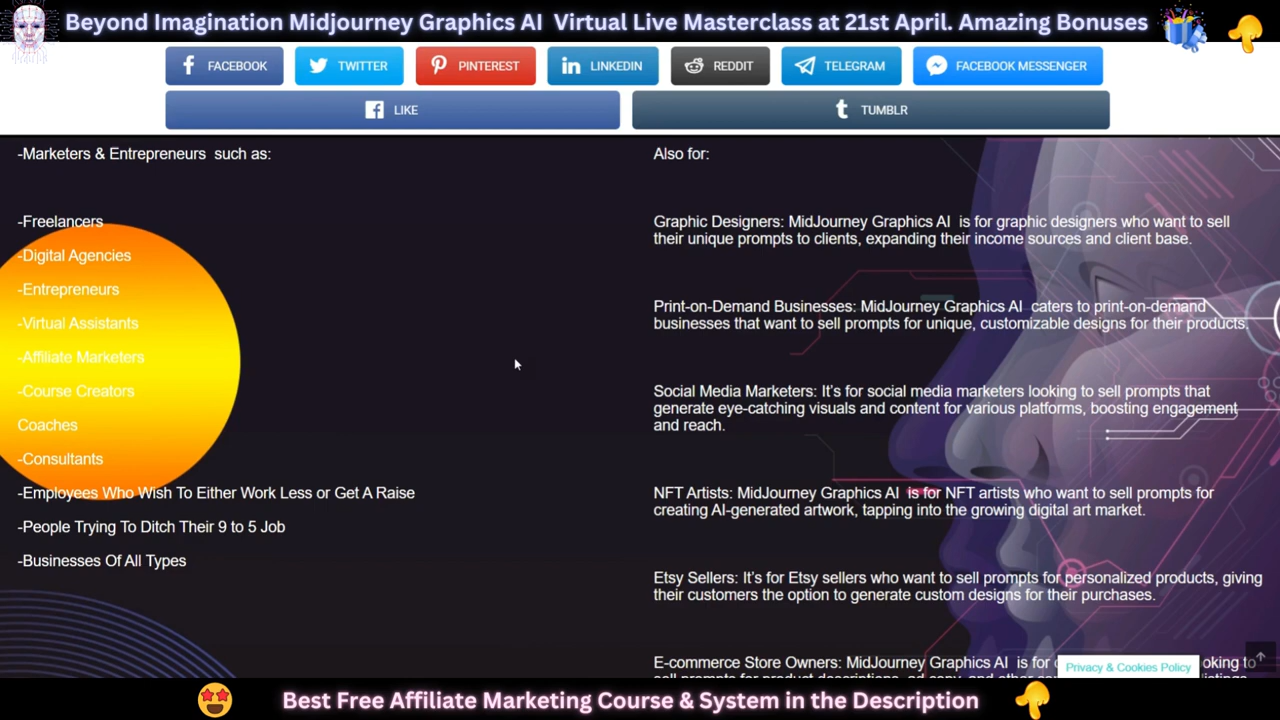 Beyond Imagination Midjourney Graphics AI Virtual Live Masterclass at 21st April. Amazing Bonuses
FACEBOOK
TWITTER
PINTEREST
LINKEDIN
REDDIT
TELEGRAM
FACEBOOK MESSENGER
LIKE
TUMBLR
-Marketers & Entrepreneurs such as:
-Freelancers
-Digital Agencies
-Entrepreneurs
-Virtual Assistants
-Affiliate Marketers
-Course Creators
Coaches
-Consultants
-Employees Who Wish To Either Work Less or Get A Raise
-People Trying To Ditch Their 9 to 5 Job
-Businesses Of All Types
Also for:
Graphic Designers: MidJourney Graphics AI is for graphic designers who want to sell
their unique prompts to clients, expanding their income sources and client base.
Print-on-Demand Businesses: MidJourney Graphics AI caters to print-on-demand
businesses that want to sell prompts for unique, customizable designs for their products.
Social Media Marketers: It's for social media marketers looking to sell prompts that
generate eye-catching visuals and content for various platforms, boosting engagement
and reach.
NFT Artists: MidJourney Graphics AI is for NFT artists who want to sell prompts for
creating AI-generated artwork, tapping into the growing digital art market.
Etsy Sellers: It's for Etsy sellers who want to sell prompts for personalized products, giving
their customers the option to generate custom designs for their purchases.
E-commerce Store Owners: MidJourney Graphics AI is for
Privacy & Cookies Policy
Best Free Affiliate Marketing Course & System in the Description